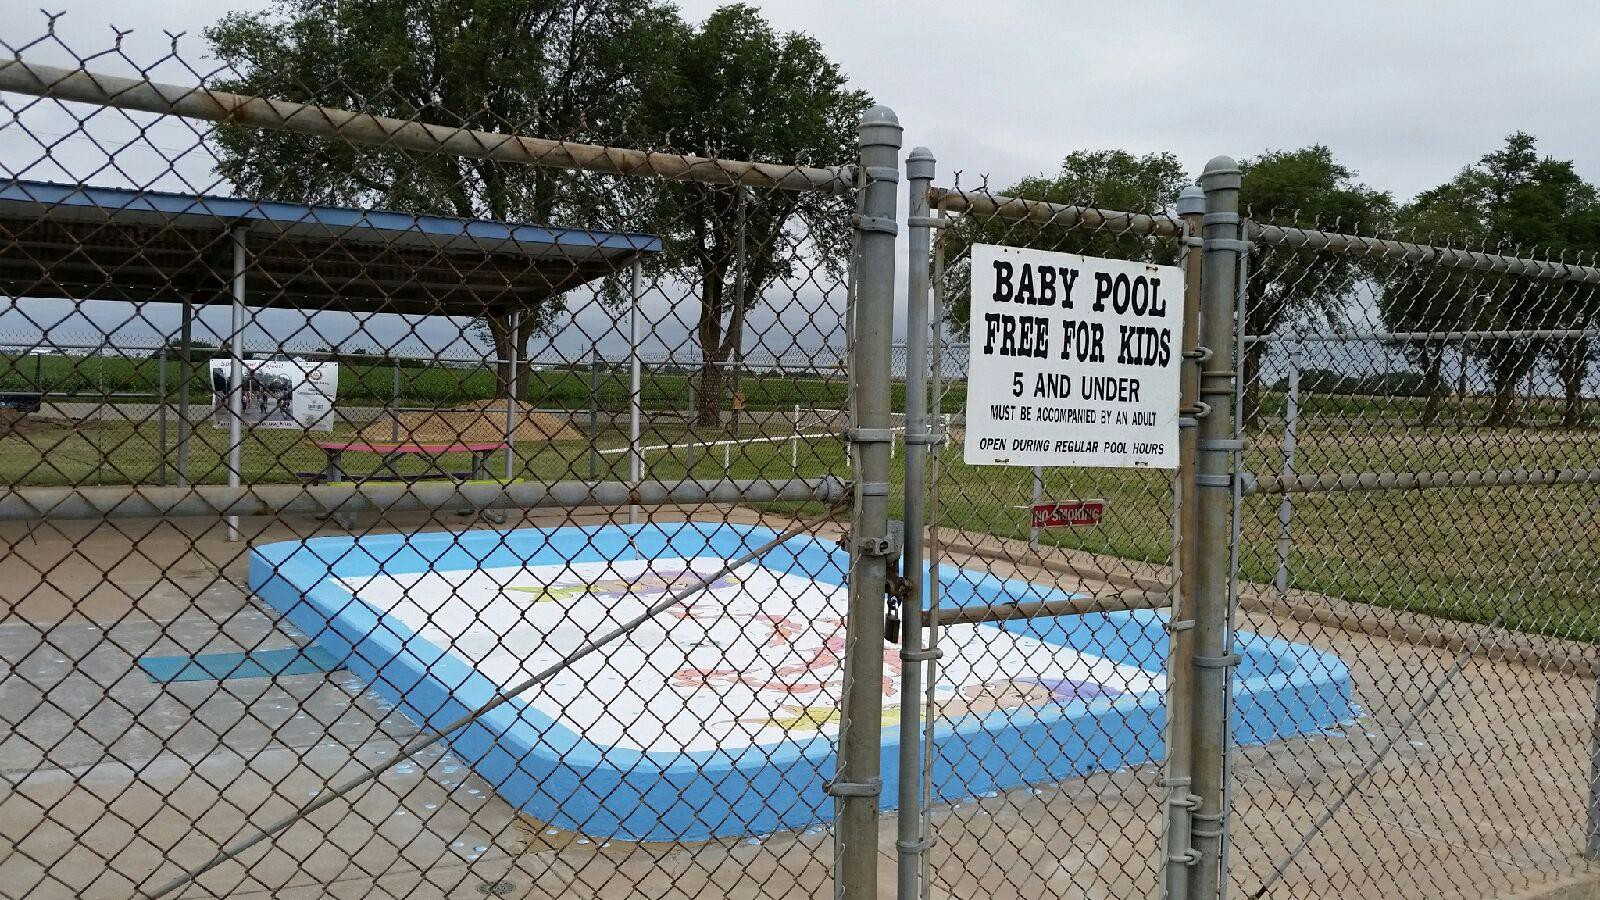 BABY POOL
FREE FOR KIDS
5 AND UNDER
MUST BE ACCOMPANIED BY AN ADULT
OPEN DURING REGULAR POOL HOURS
NO SMOKING